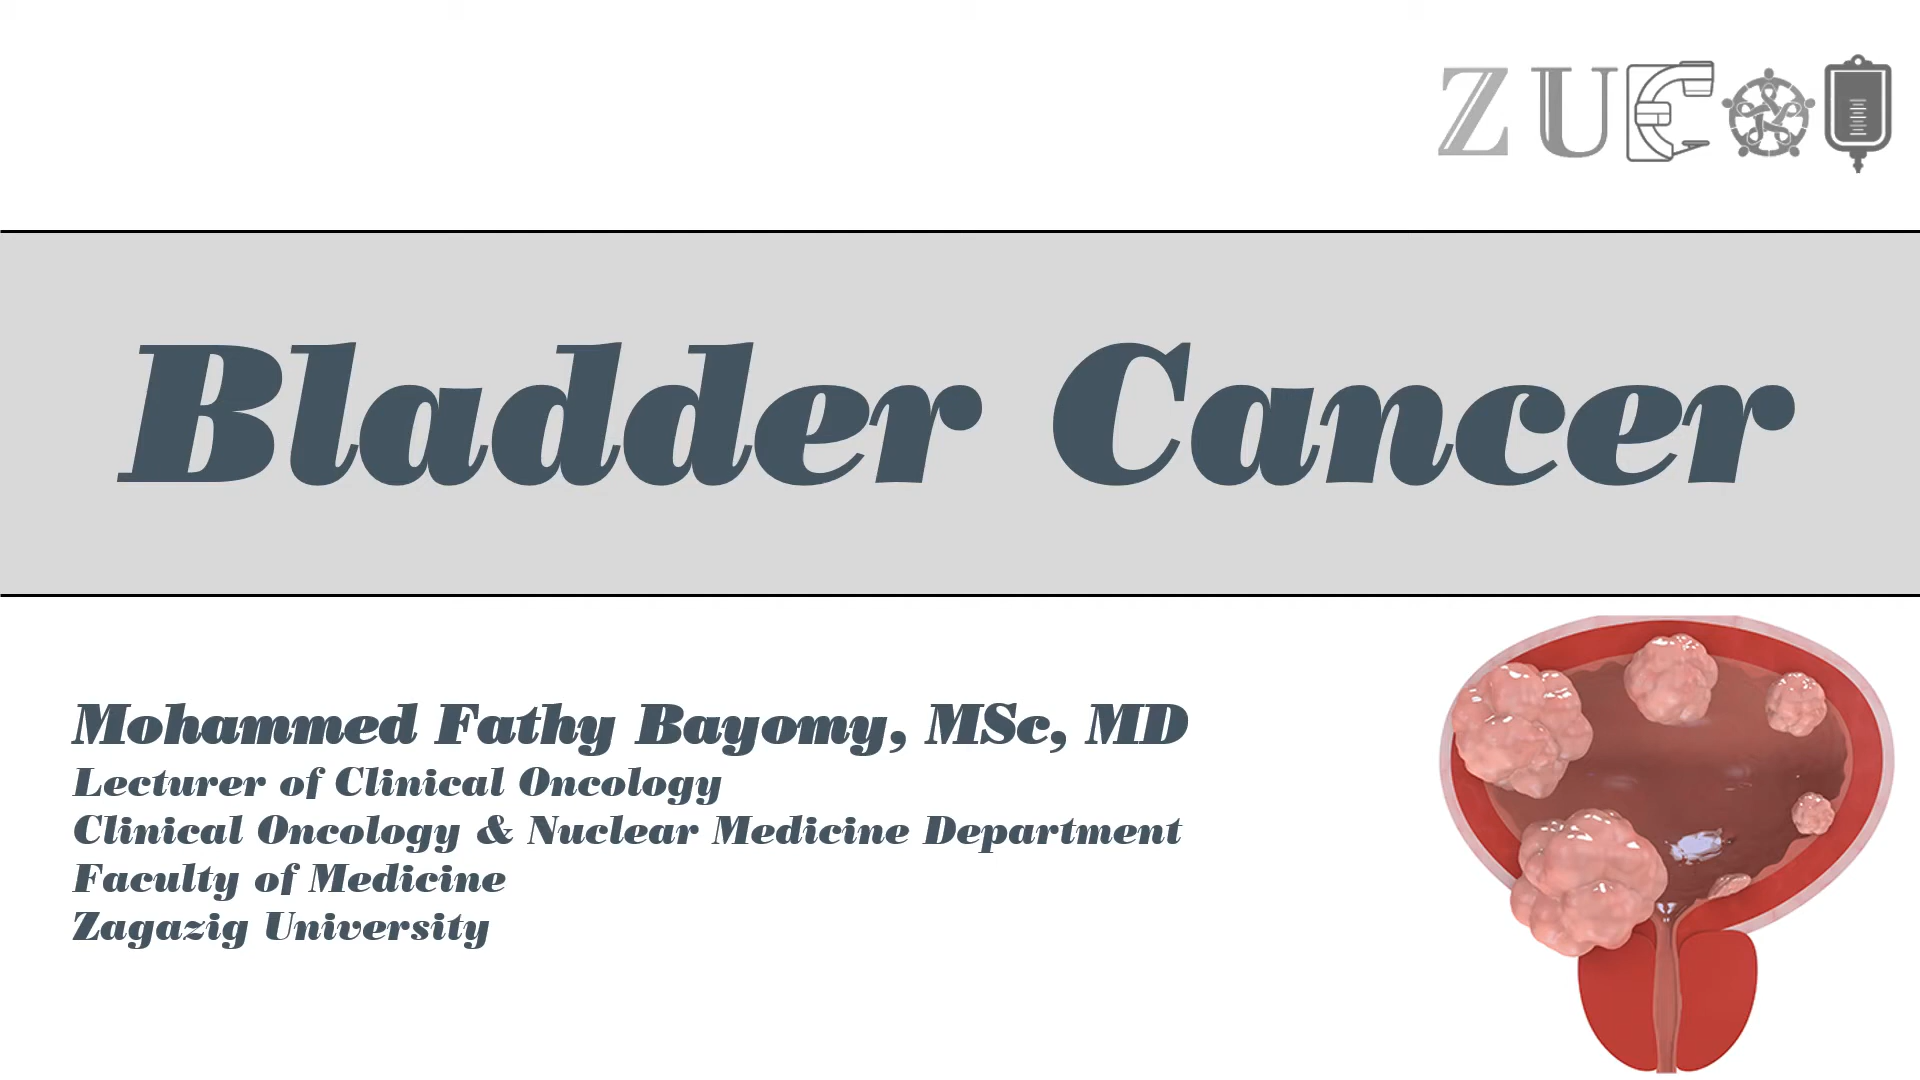 ZU
Bladder Cancer
Mohammed Fathy Bayomy, MSc, MD
Lecturer of Clinical Oncology
Clinical Oncology & Nuclear Medicine Department
Faculty of Medicine
Zagazig University